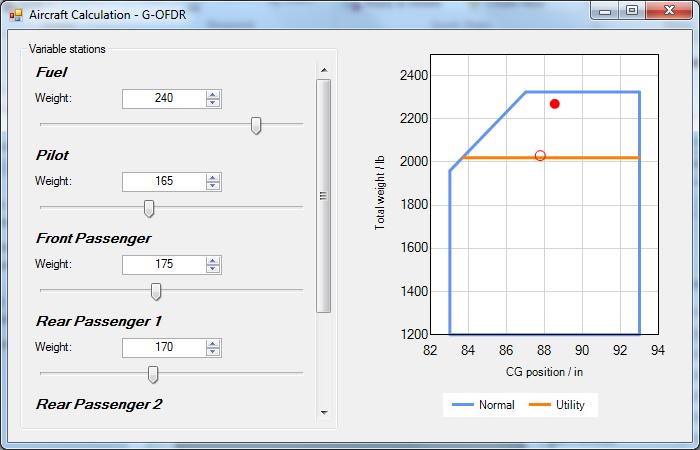 Aircraft Calculation - G-OFDR
Variable stations
Fuel
Weight: 240
Pilot
Weight: 165
Front Passenger
Weight: 175
Rear Passenger 1
Weight: 170
Rear Passenger 2
Total weight / lb
2400
2200
2000
1800
1600
1400
1200
82 84 86 88 90 92 94
CG position / in
Normal Utility